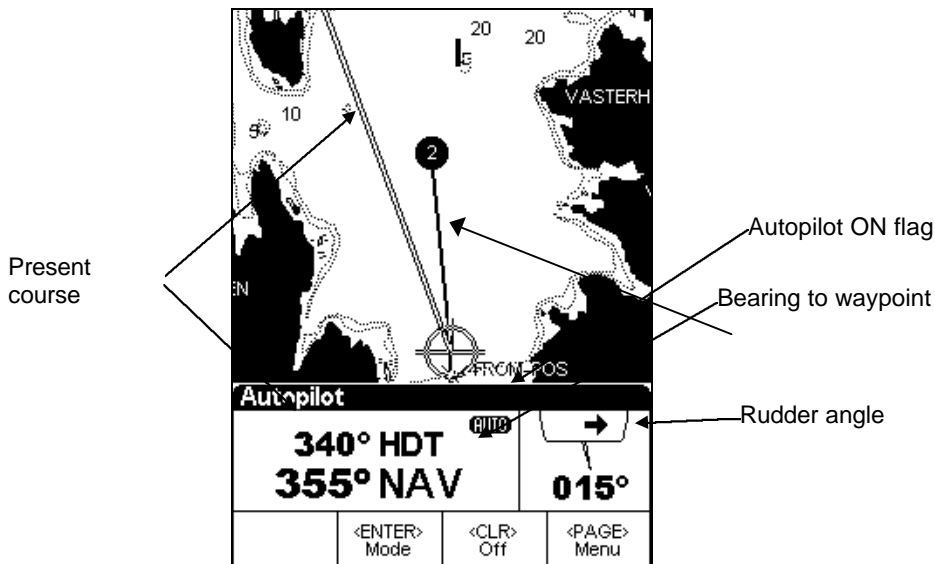 20
20
VASTERH
10
2
Autopilot ON flag
Present
course
EN
Bearing to waypoint
FRONT-POS
Autopilot
AUTO
Rudder angle
340° HDT
355° NAV
015°
<ENTER>
Mode
<CLR>
Off
<PAGE>
Menu